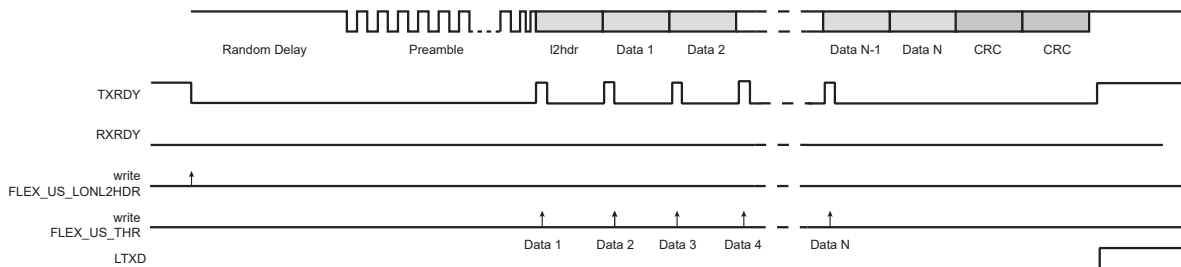 Random Delay Preamble l2hdr Data 1 Data 2 Data N-1 Data N CRC CRC
TXRDY
RXRDY
write
FLEX_US_LONL2HDR
write
FLEX_US_THR
Data 1 Data 2 Data 3 Data 4 Data N
LTXD